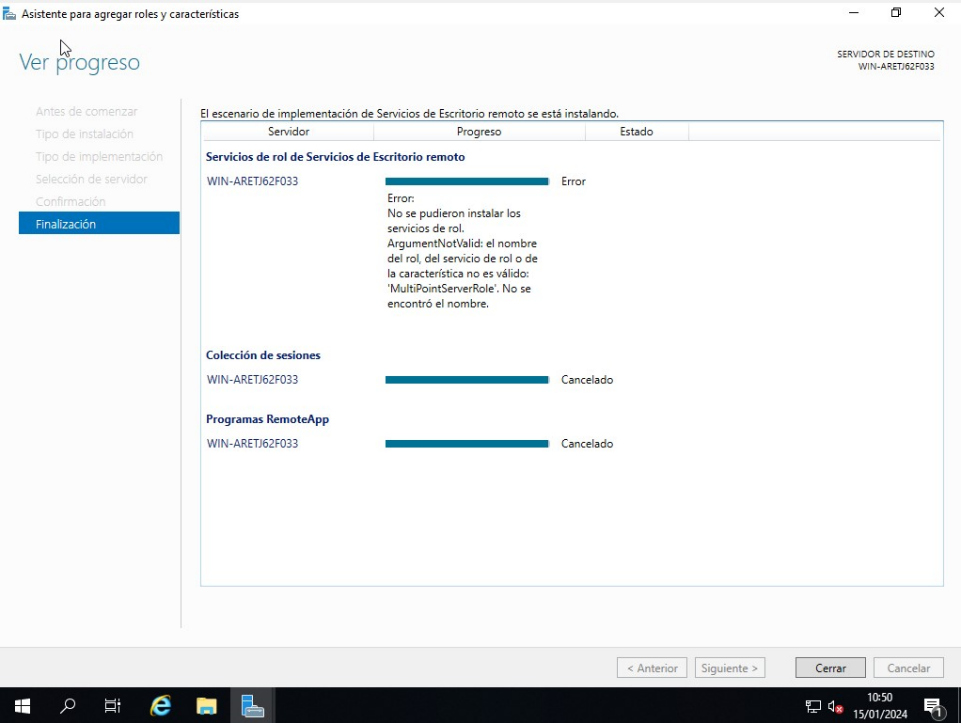 Asistente para agregar roles y características
Ver progreso
SERVIDOR DE DESTINO
WIN-ARETJ62F033
Antes de comenzar
Tipo de instalación
Tipo de implementación
Selección de servidor
Confirmación
Finalización
El escenario de implementación de Servicios de Escritorio remoto se está instalando.
Servidor Progreso Estado
Servicios de rol de Servicios de Escritorio remoto
WIN-ARETJ62F033 Error
Error:
No se pudieron instalar los
servicios de rol.
ArgumentNotValid: el nombre
del rol, del servicio de rol o de
la característica no es válido:
'MultiPointServerRole'. No se
encontró el nombre.
Colección de sesiones
WIN-ARETJ62F033 Cancelado
Programas RemoteApp
WIN-ARETJ62F033 Cancelado
< Anterior Siguiente > Cerrar Cancelar
10:50
15/01/2024
1